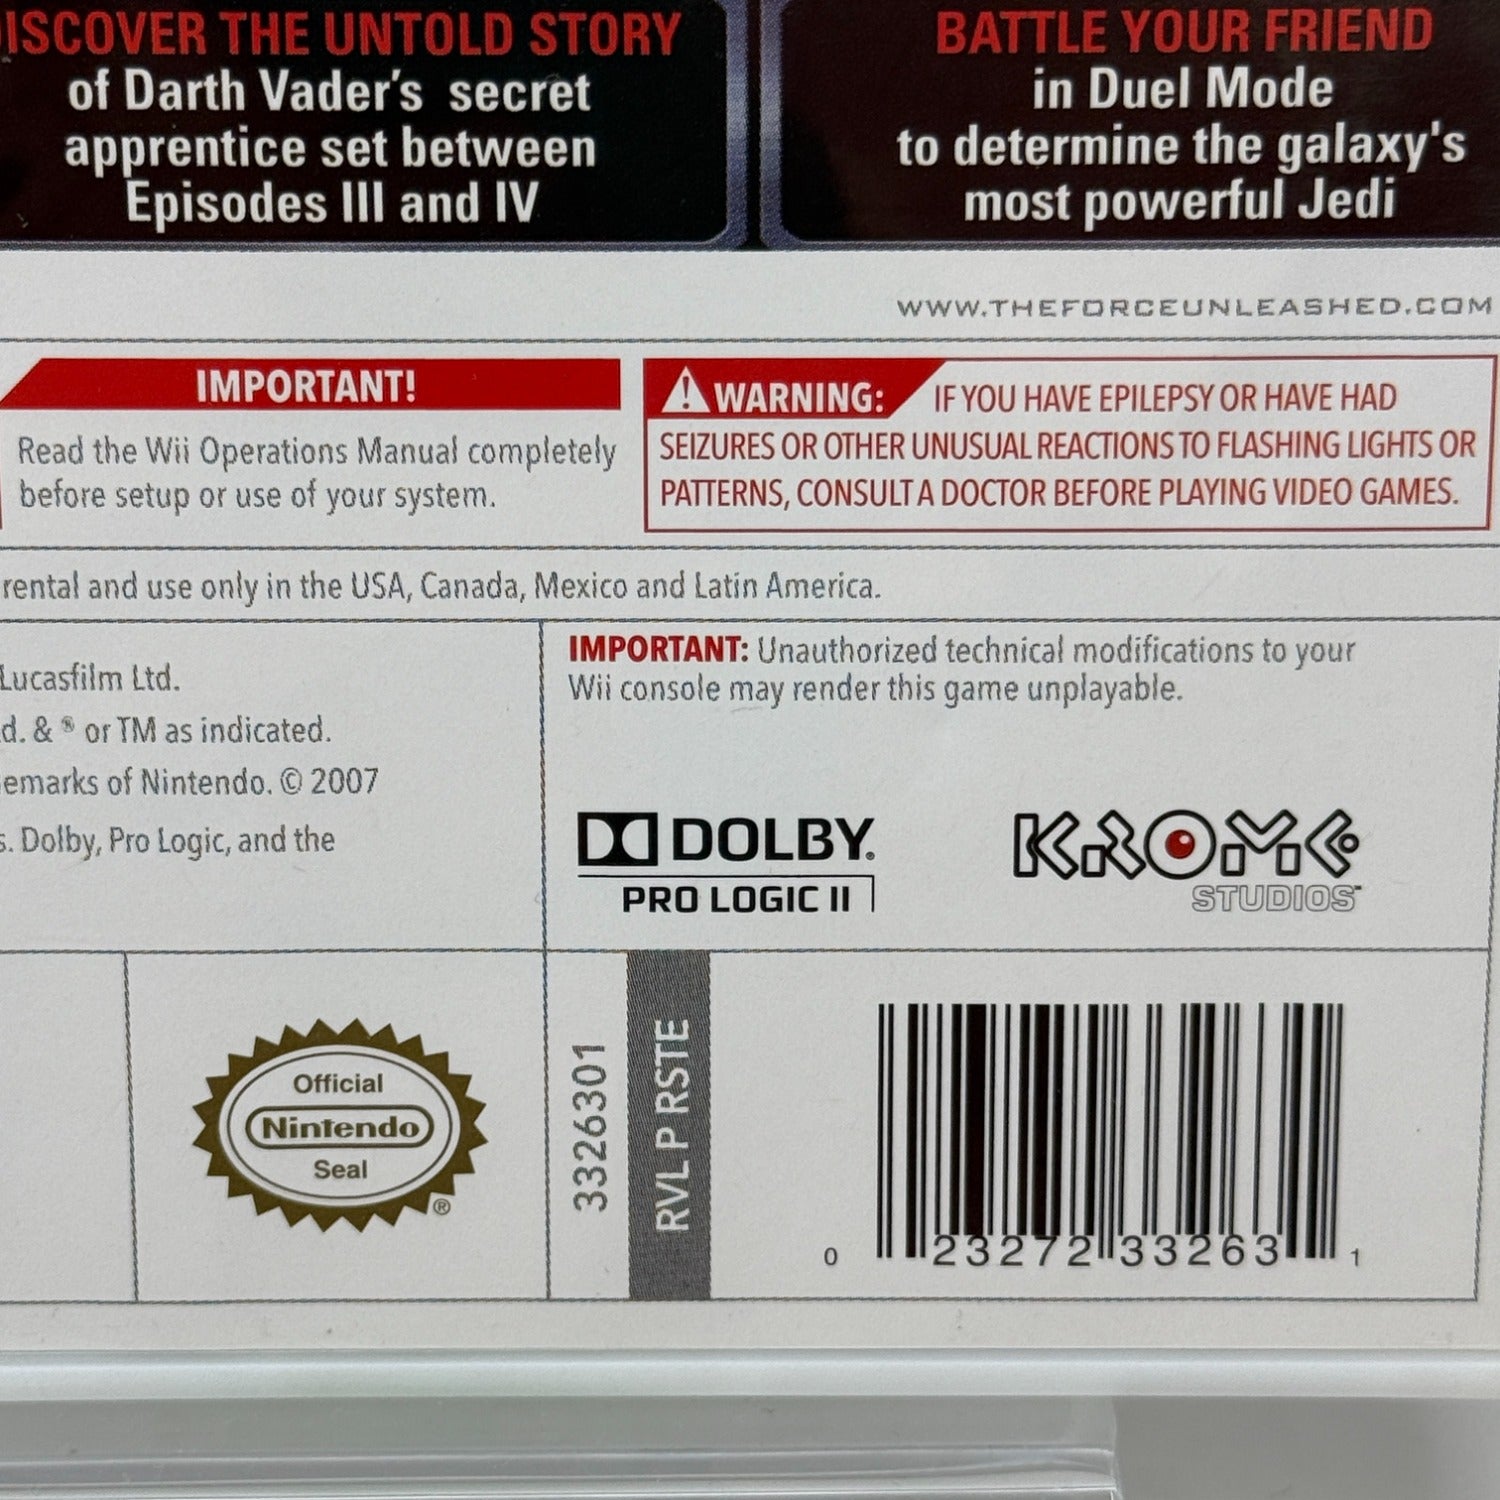 DISCOVER THE UNTOLD STORY
of Darth Vader's secret
apprentice set between
Episodes III and IV
BATTLE YOUR FRIEND
in Duel Mode
to determine the galaxy's
most powerful Jedi
WWW.THEFORCEUNLEASHED.COM
IMPORTANT!
Read the Wii Operations Manual completely
before setup or use of your system.
WARNING: IF YOU HAVE EPILEPSY OR HAVE HAD
SEIZURES OR OTHER UNUSUAL REACTIONS TO FLASHING LIGHTS OR
PATTERNS, CONSULT A DOCTOR BEFORE PLAYING VIDEO GAMES.
rental and use only in the USA, Canada, Mexico and Latin America.
Lucasfilm Ltd.
d. & ® or TM as indicated.
emarks of Nintendo. © 2007
s. Dolby, Pro Logic, and the
IMPORTANT: Unauthorized technical modifications to your
Wii console may render this game unplayable.
DOLBY®
PRO LOGIC II
KROME
STUDIOS™
Official
Nintendo
Seal
®
3326301
RVL P RSTE
0 23272 33263 1